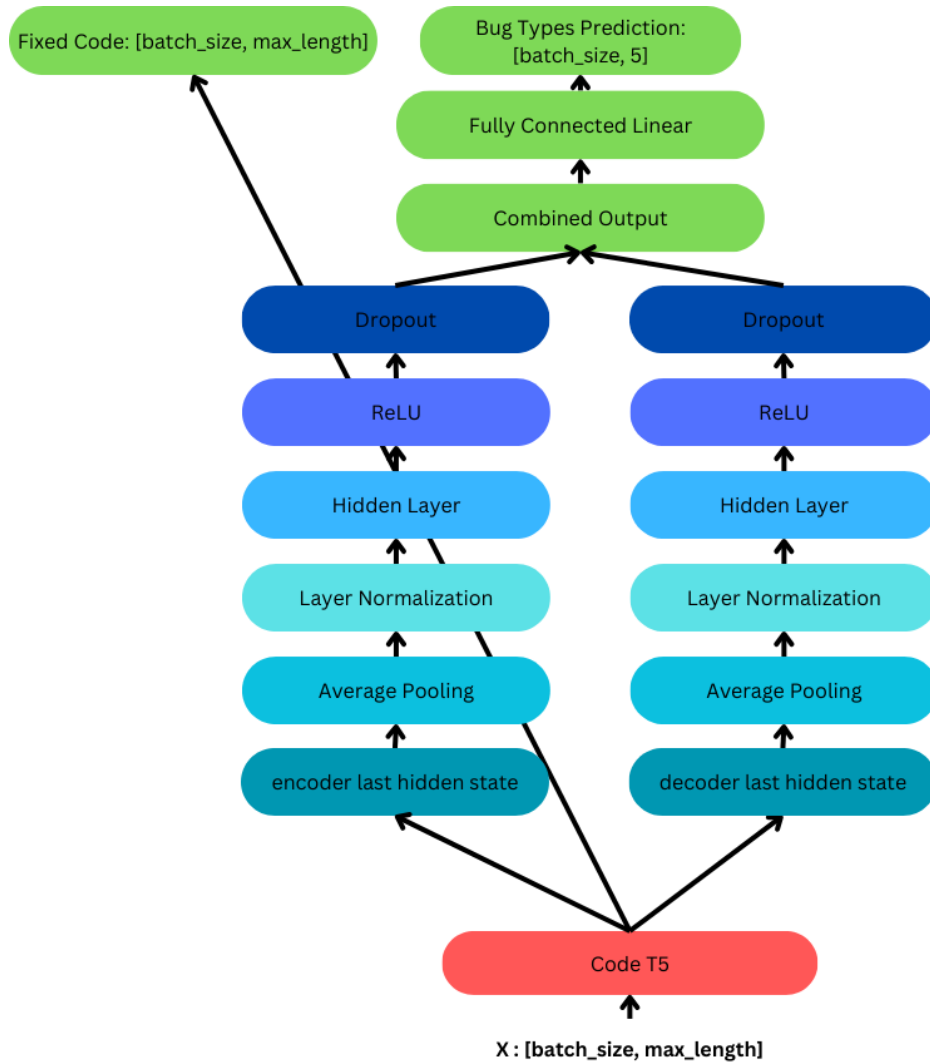 Fixed Code: [batch_size, max_length]
Bug Types Prediction:
[batch_size, 5]
Fully Connected Linear
Combined Output
Dropout
Dropout
ReLU
ReLU
Hidden Layer
Hidden Layer
Layer Normalization
Layer Normalization
Average Pooling
Average Pooling
encoder last hidden state
decoder last hidden state
Code T5
X : [batch_size, max_length]